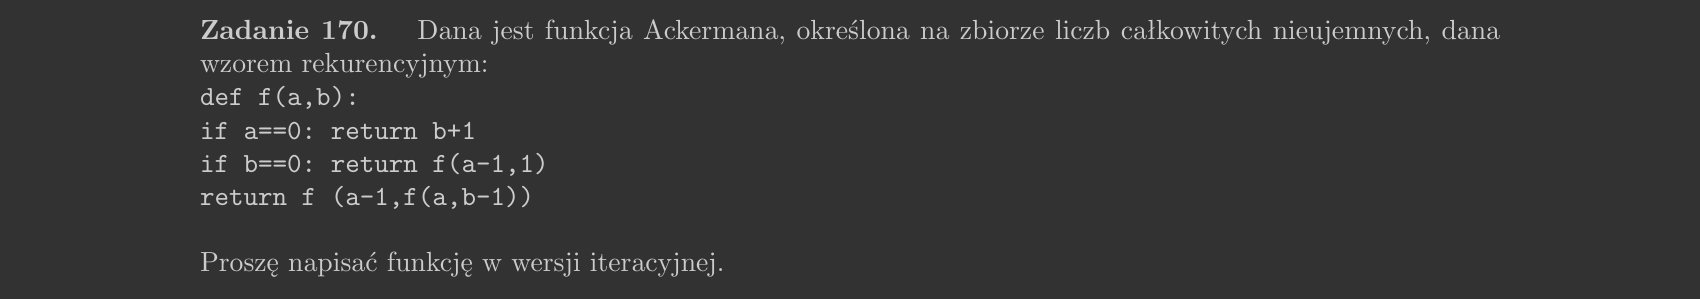 Zadanie 170. Dana jest funkcja Ackermana, określona na zbiorze liczb całkowitych nieujemnych, dana
wzorem rekurencyjnym:
def f(a,b):
if a==0: return b+1
if b==0: return f(a-1,1)
return f (a-1,f(a,b-1))
Proszę napisać funkcję w wersji iteracyjnej.